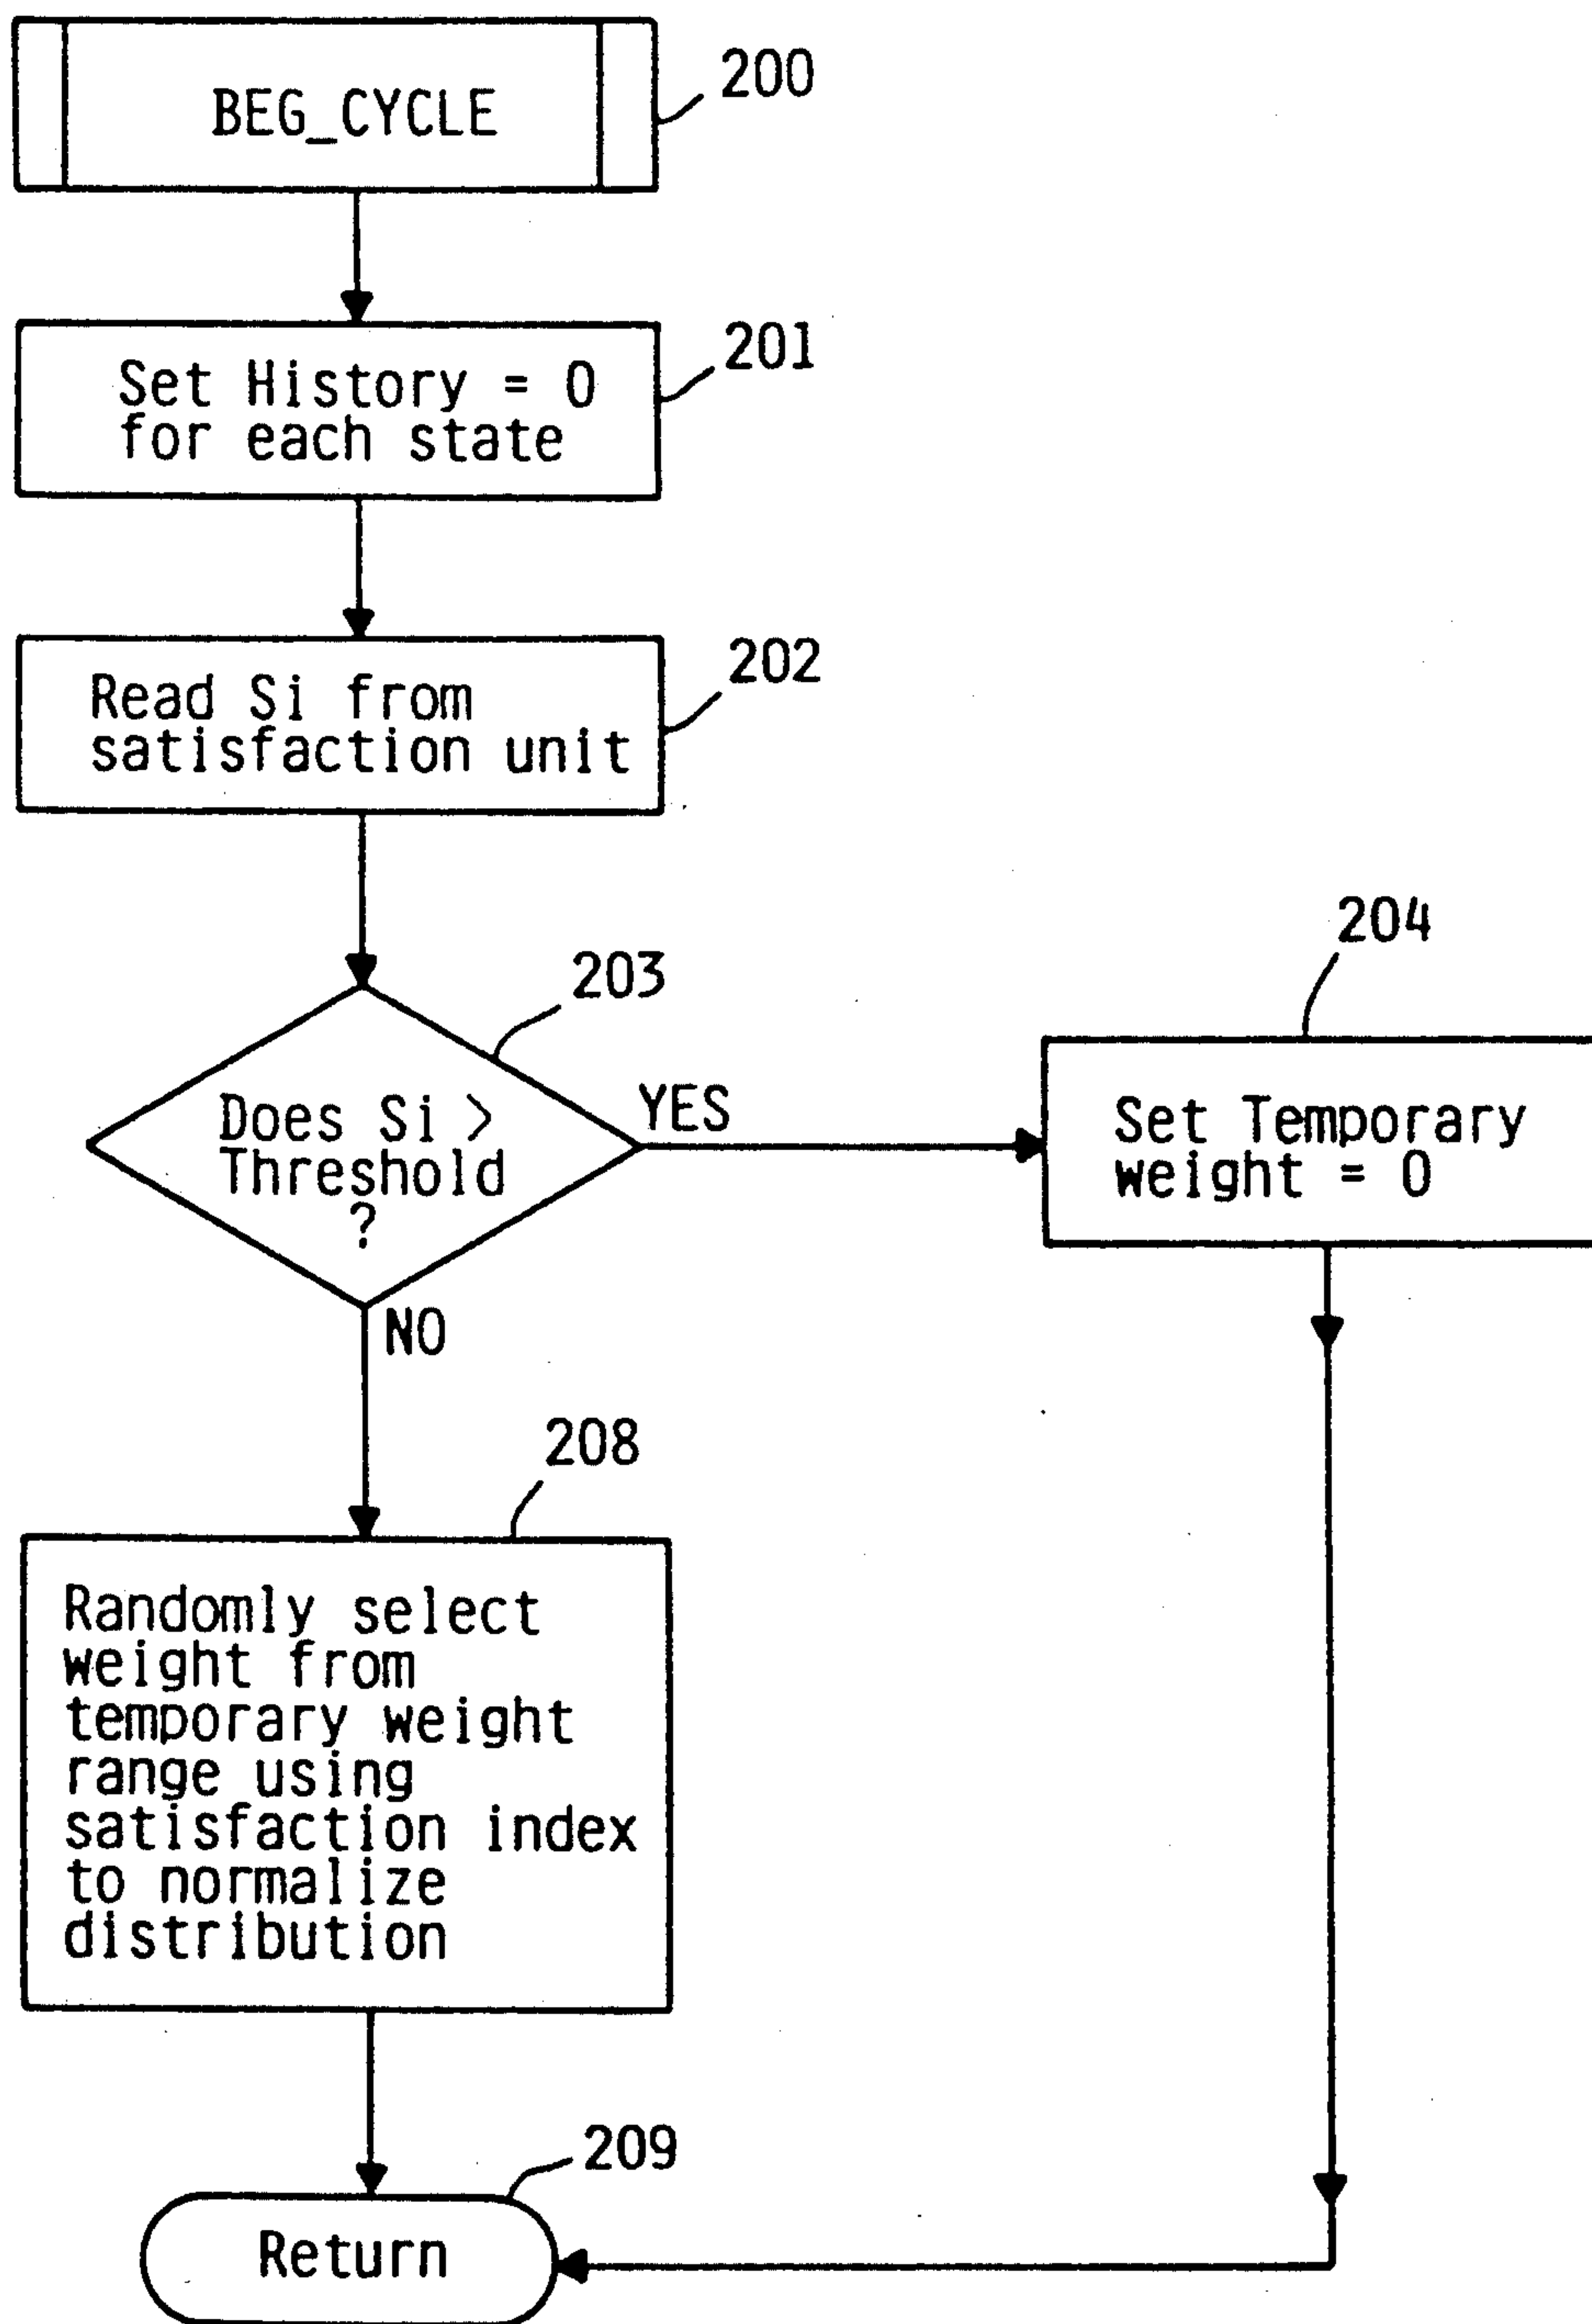 BEG_CYCLE
200
Set History = 0
for each state
201
Read Si from
satisfaction unit
202
203
Does Si >
Threshold
?
YES
NO
204
Set Temporary
weight = 0
208
Randomly select
weight from
temporary weight
range using
satisfaction index
to normalize
distribution
209
Return